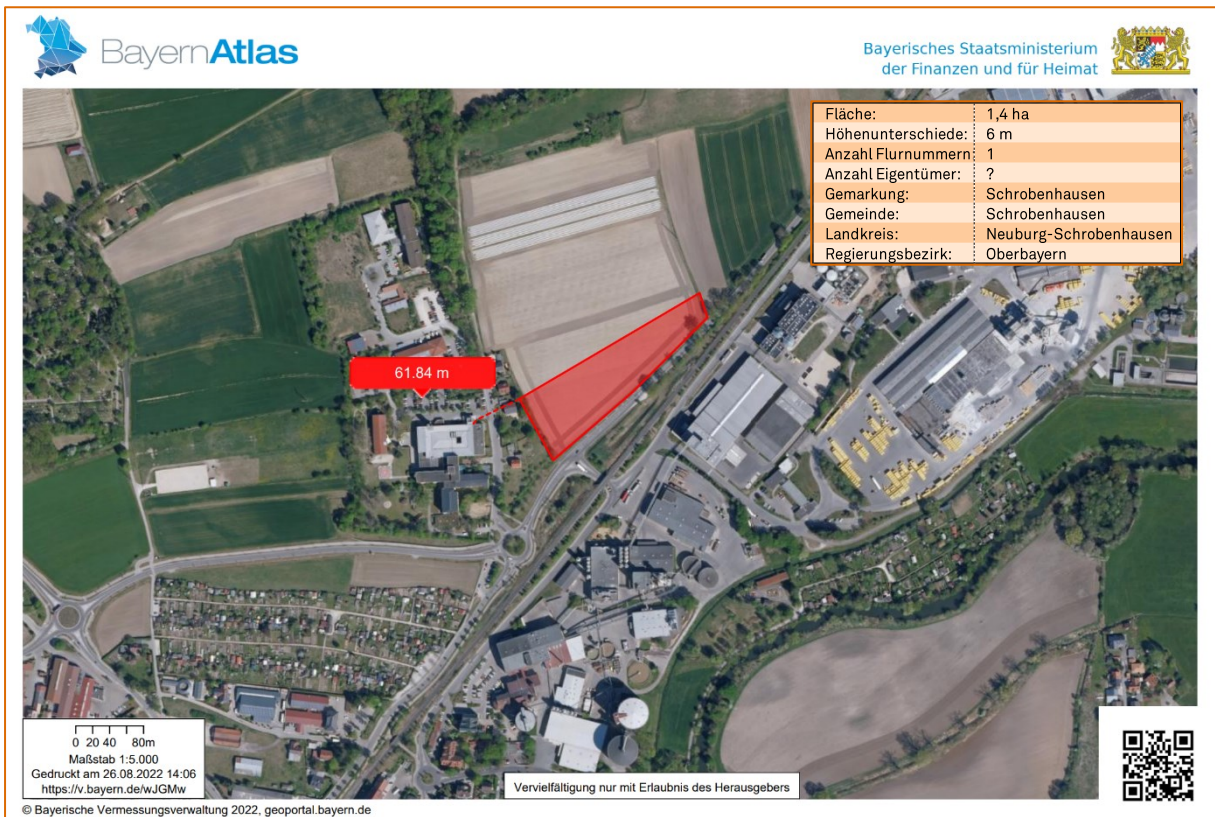 BayernAtlas
Bayerisches Staatsministerium
der Finanzen und für Heimat
Fläche: 1,4 ha
Höhenunterschiede: 6 m
Anzahl Flurnummern 1
Anzahl Eigentümer: ?
Gemarkung: Schrobenhausen
Gemeinde: Schrobenhausen
Landkreis: Neuburg-Schrobenhausen
Regierungsbezirk: Oberbayern
61.84 m
0 20 40 80m
Maßstab 1:5.000
Gedruckt am 26.08.2022 14:06
https://v.bayern.de/wJGMw
Vervielfältigung nur mit Erlaubnis des Herausgebers
© Bayerische Vermessungsverwaltung 2022, geoportal.bayern.de